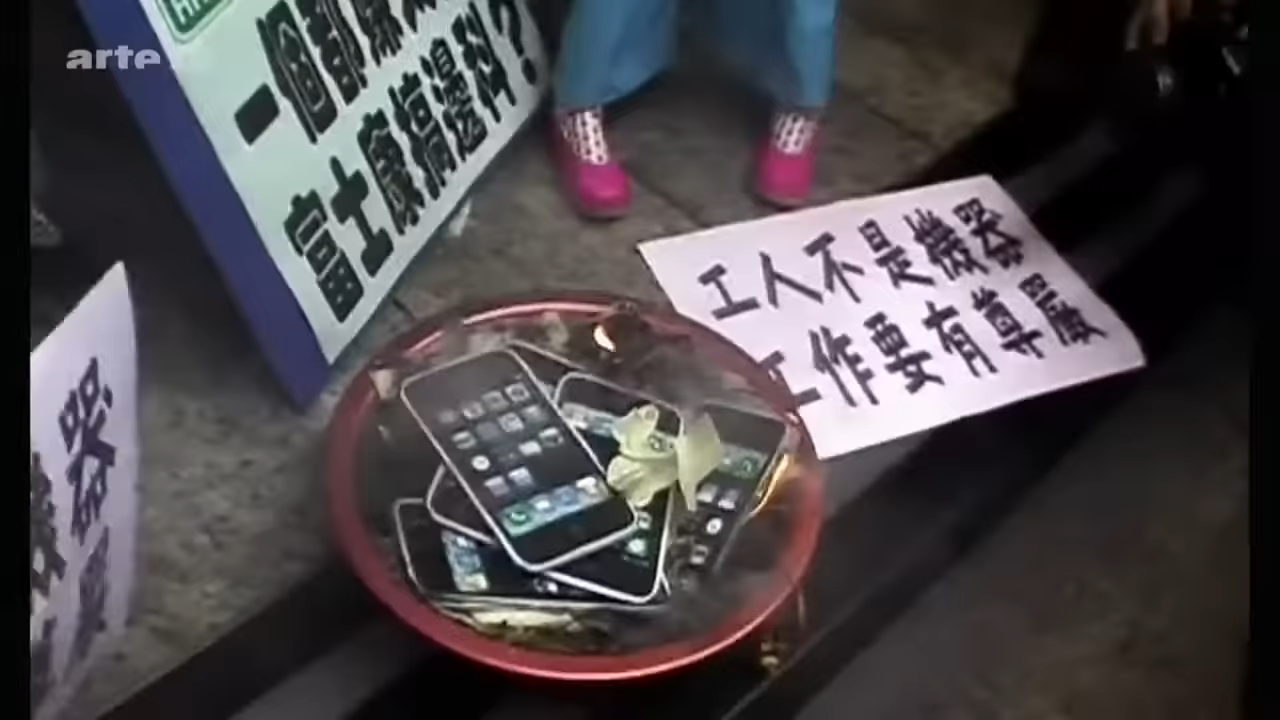 arte
一個都
富士康搞邊科？
工人不是機器
工作要有尊嚴
器